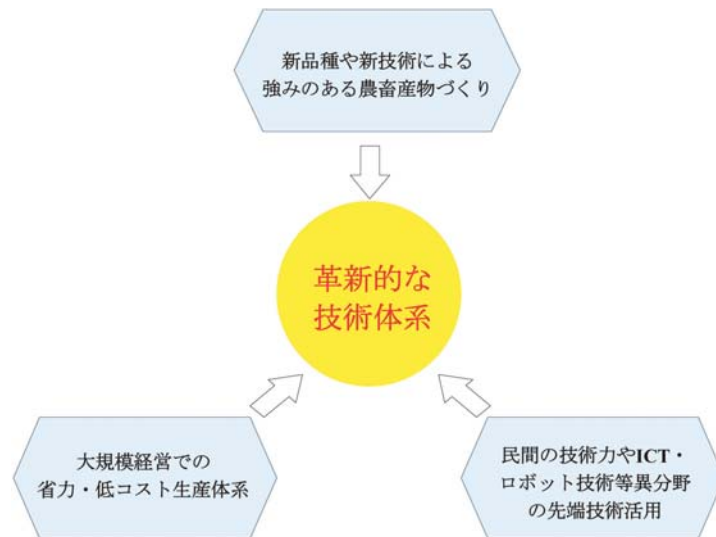 新品種や新技術による
強みのある農畜産物づくり
革新的な
技術体系
大規模経営での
省力・低コスト生産体系
民間の技術力やICT・
ロボット技術等異分野
の先端技術活用